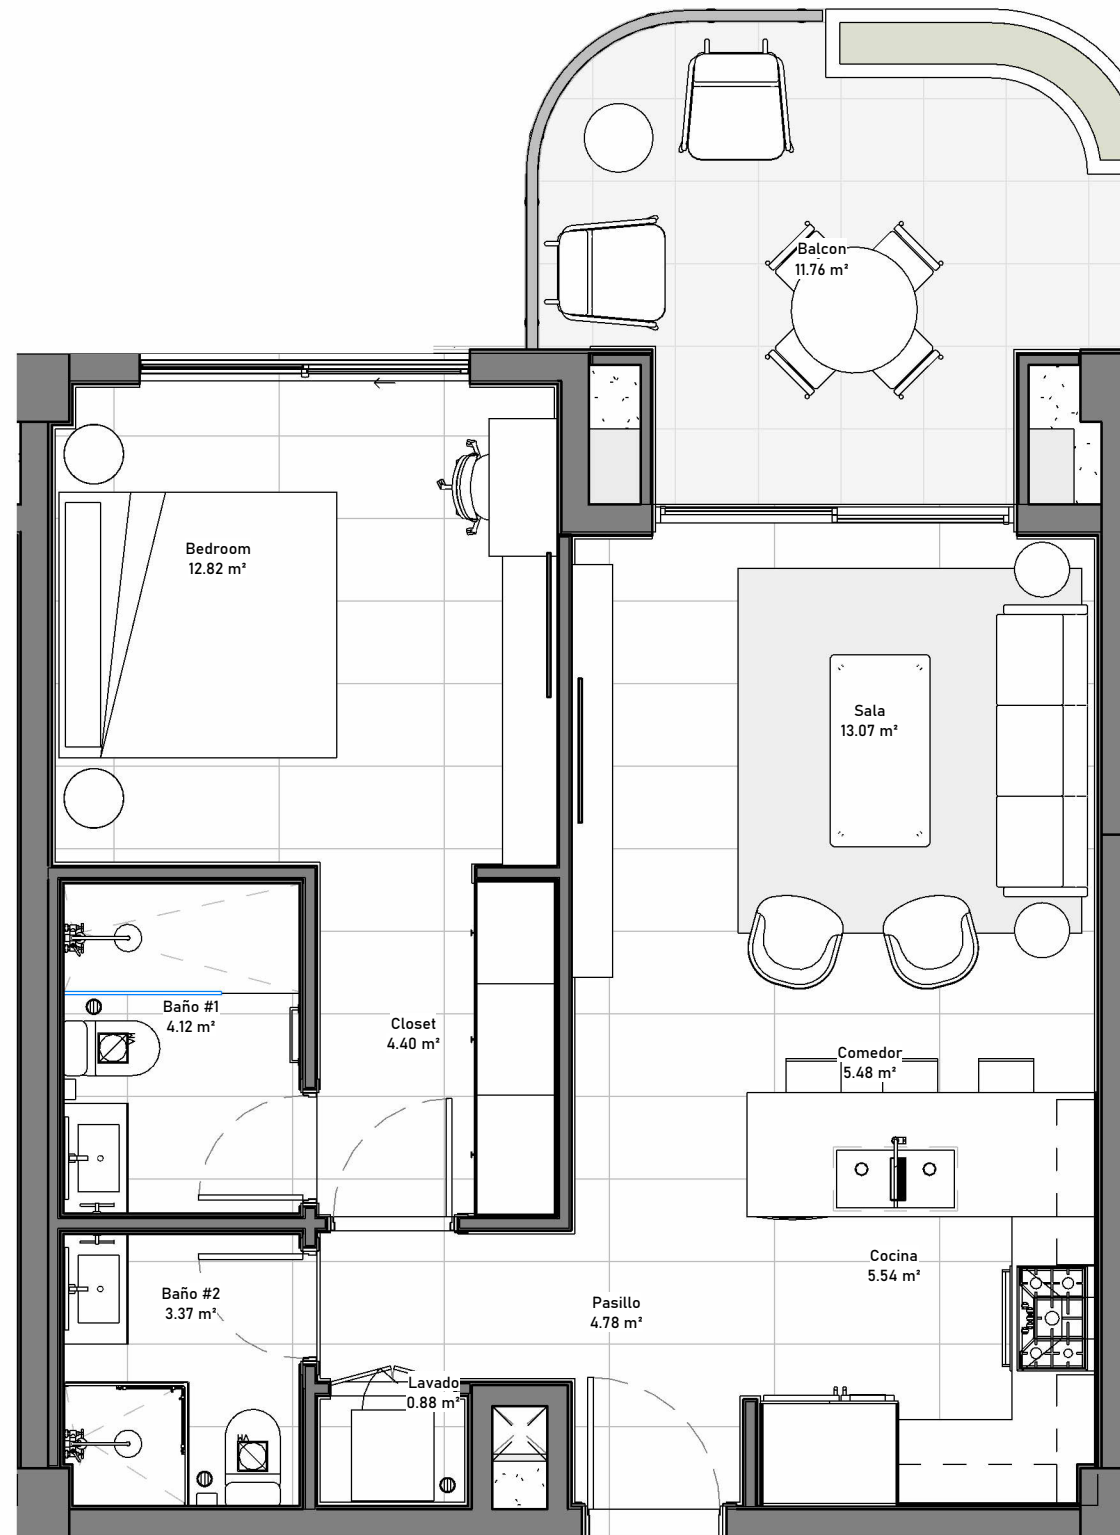 Balcon
11.76 m²
Bedroom
12.82 m²
Sala
13.07 m²
Baño #1
4.12 m²
Closet
4.40 m²
Comedor
5.48 m²
Cocina
5.54 m²
Baño #2
3.37 m²
Pasillo
4.78 m²
Lavado
0.88 m²